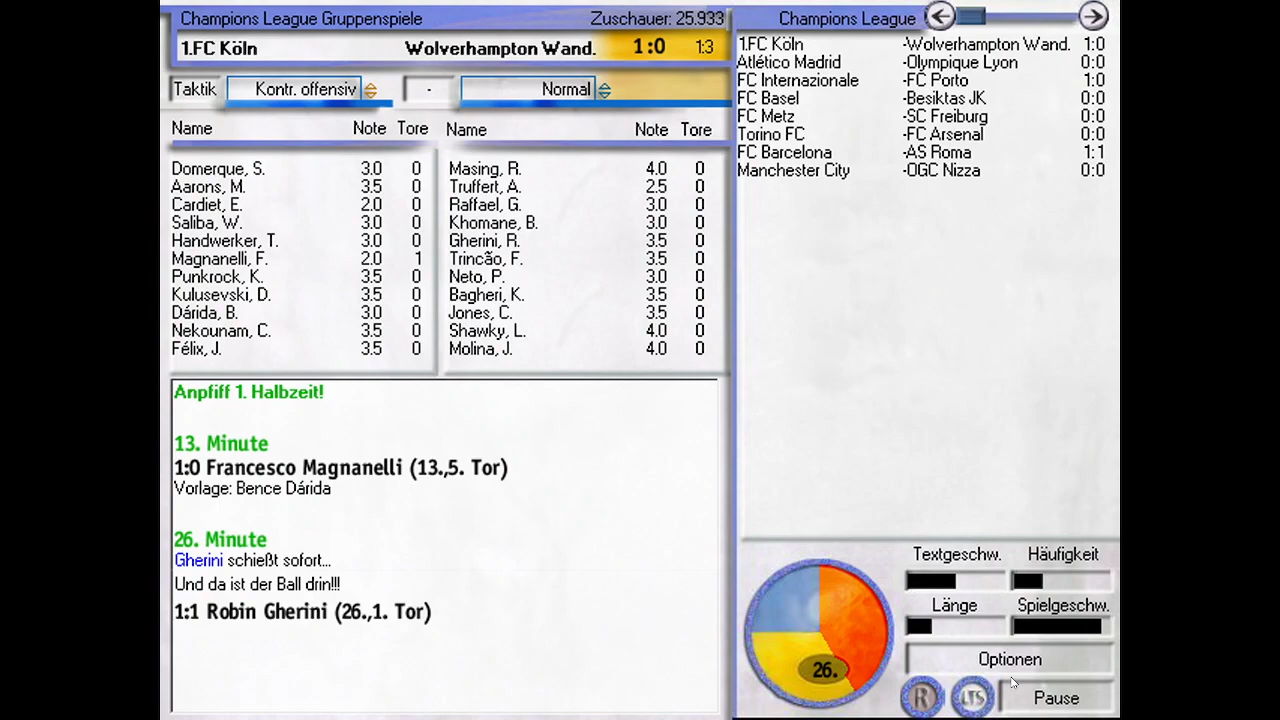 Champions League Gruppenspiele Zuschauer: 25.933
1.FC Köln Wolverhampton Wand. 1:0 1:3
Taktik Kontr. offensiv - Normal
Name Note Tore Name Note Tore
Domerque, S. 3.0 0 Masing, R. 4.0 0
Aarons, M. 3.5 0 Truffert, A. 2.5 0
Cardiet, E. 2.0 0 Raffael, G. 3.0 0
Saliba, W. 3.0 0 Khomane, B. 3.0 0
Handwerker, T. 3.0 0 Gherini, R. 3.5 0
Magnanelli, F. 2.0 1 Trincão, F. 3.5 0
Punkrock, K. 3.5 0 Neto, P. 3.0 0
Kulusevski, D. 3.5 0 Bagheri, K. 3.5 0
Dárida, B. 3.0 0 Jones, C. 3.5 0
Nekounam, C. 3.5 0 Shawky, L. 4.0 0
Félix, J. 3.5 0 Molina, J. 4.0 0
Anpfiff 1. Halbzeit!
13. Minute
1:0 Francesco Magnanelli (13.,5. Tor)
Vorlage: Bence Dárida
26. Minute
Gherini schießt sofort...
Und da ist der Ball drin!!!
1:1 Robin Gherini (26.,1. Tor)
Champions League
1.FC Köln -Wolverhampton Wand. 1:0
Atlético Madrid -Olympique Lyon 0:0
FC Internazionale -FC Porto 1:0
FC Basel -Besiktas JK 0:0
FC Metz -SC Freiburg 0:0
Torino FC -FC Arsenal 0:0
FC Barcelona -AS Roma 1:1
Manchester City -OGC Nizza 0:0
Textgeschw. Häufigkeit
Länge Spielgeschw.
26.
Optionen
R LTS Pause